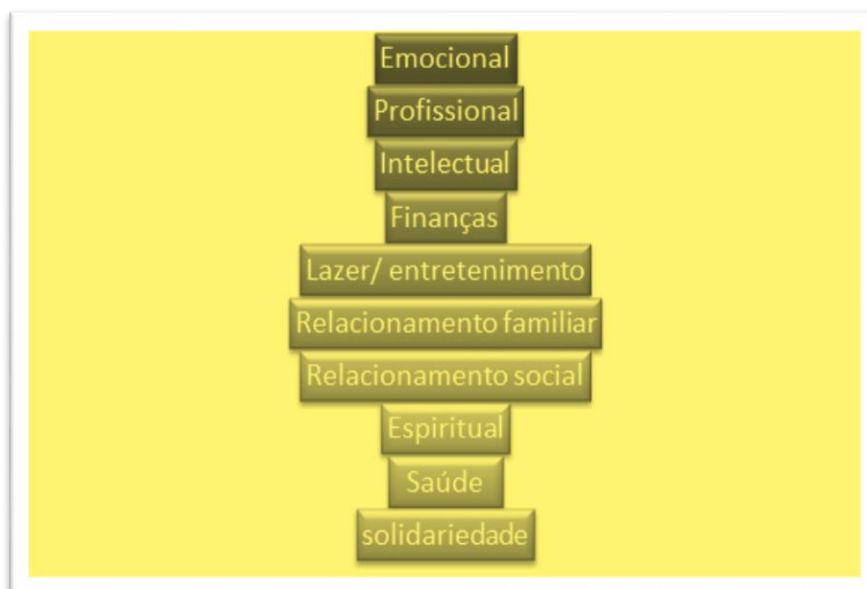 Emocional
Profissional
Intelectual
Finanças
Lazer/ entretenimento
Relacionamento familiar
Relacionamento social
Espiritual
Saúde
solidariedade